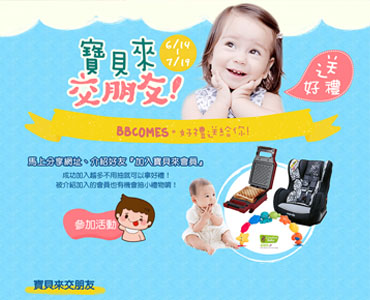 寶貝來
交朋友!
6/14
7/19
送
好禮
BBCOMES+好禮送給你!
馬上分享網址、介紹好友「加入寶貝來會員」
成功加入越多不用抽就可以拿好禮!
被介紹加入的會員也有機會抽小禮物唷!
參加活動
寶貝來交朋友